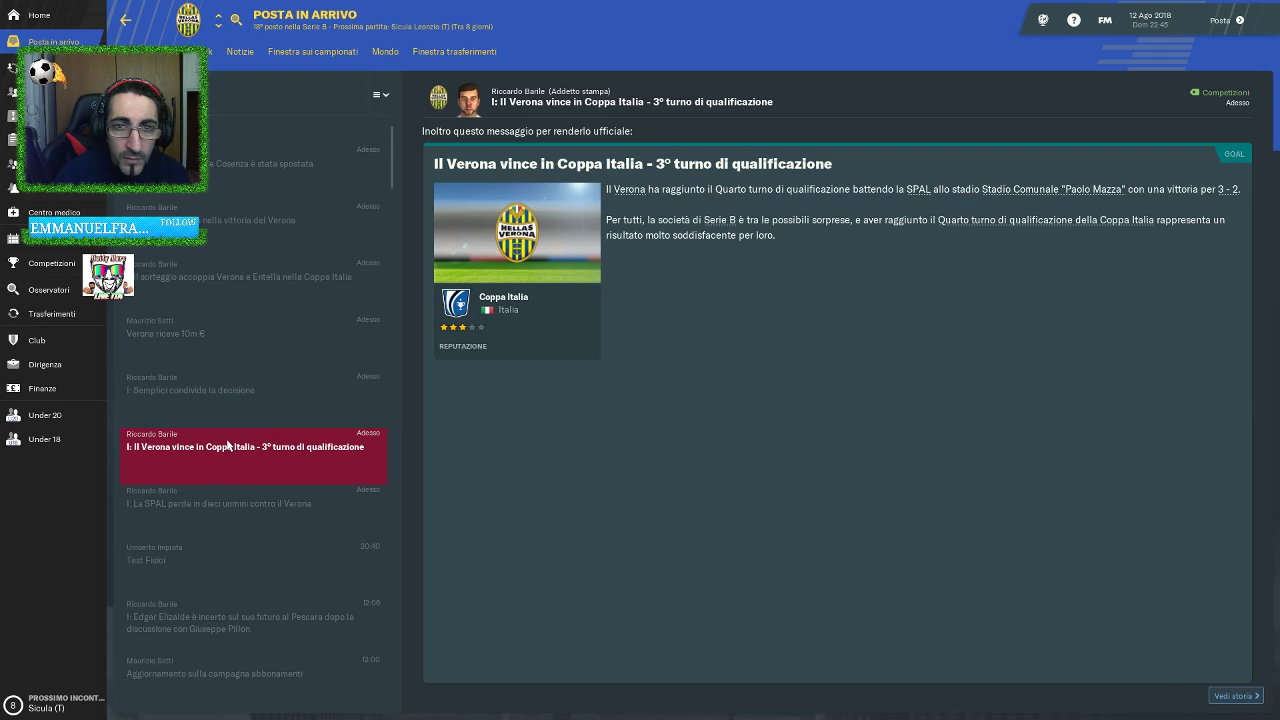 Home
POSTA IN ARRIVO
18° posto nella Serie B - Prossima partita: Sicula Leonzio (T) (Tra 8 giorni)
FM
12 Ago 2018
Dom 22:45
Posta
Posta in arrivo
Notizie
Finestra sui campionati
Mondo
Finestra trasferimenti
Riccardo Barile (Addetto stampa)
I: Il Verona vince in Coppa Italia - 3° turno di qualificazione
Competizioni
Adesso
Inoltro questo messaggio per renderlo ufficiale:
Il Verona vince in Coppa Italia - 3° turno di qualificazione
GOAL
Il Verona ha raggiunto il Quarto turno di qualificazione battendo la SPAL allo stadio Stadio Comunale "Paolo Mazza" con una vittoria per 3 - 2.
Per tutti, la società di Serie B è tra le possibili sorprese, e aver raggiunto il Quarto turno di qualificazione della Coppa Italia rappresenta un
risultato molto soddisfacente per loro.
HELLAS
VERONA
Coppa Italia
Italia
REPUTAZIONE
Adesso
e Cosenza è stata spostata
Riccardo Barile
Adesso
nella vittoria del Verona
Riccardo Barile
Adesso
sorteggio accoppia Verona e Entella nella Coppa Italia
Maurizio Setti
Adesso
Verona riceve 10m €
Riccardo Barile
Adesso
I: Semplici condivide la decisione
Riccardo Barile
Adesso
I: Il Verona vince in Coppa Italia - 3° turno di qualificazione
Riccardo Barile
Adesso
I: La SPAL perde in dieci uomini contro il Verona
Umberto Improta
20:40
Test Fisici
Riccardo Barile
12:06
I: Edgar Elizalde è incerto sul suo futuro al Pescara dopo la
discussione con Giuseppe Pillon.
Maurizio Setti
12:00
Aggiornamento sulla campagna abbonamenti
Centro medico
EMMANUELFRA...
FOLLOW
Competizioni
Osservatori
Trasferimenti
Club
Dirigenza
Finanze
Under 20
Under 18
8
PROSSIMO INCONT...
Sicula (T)
Vedi storia